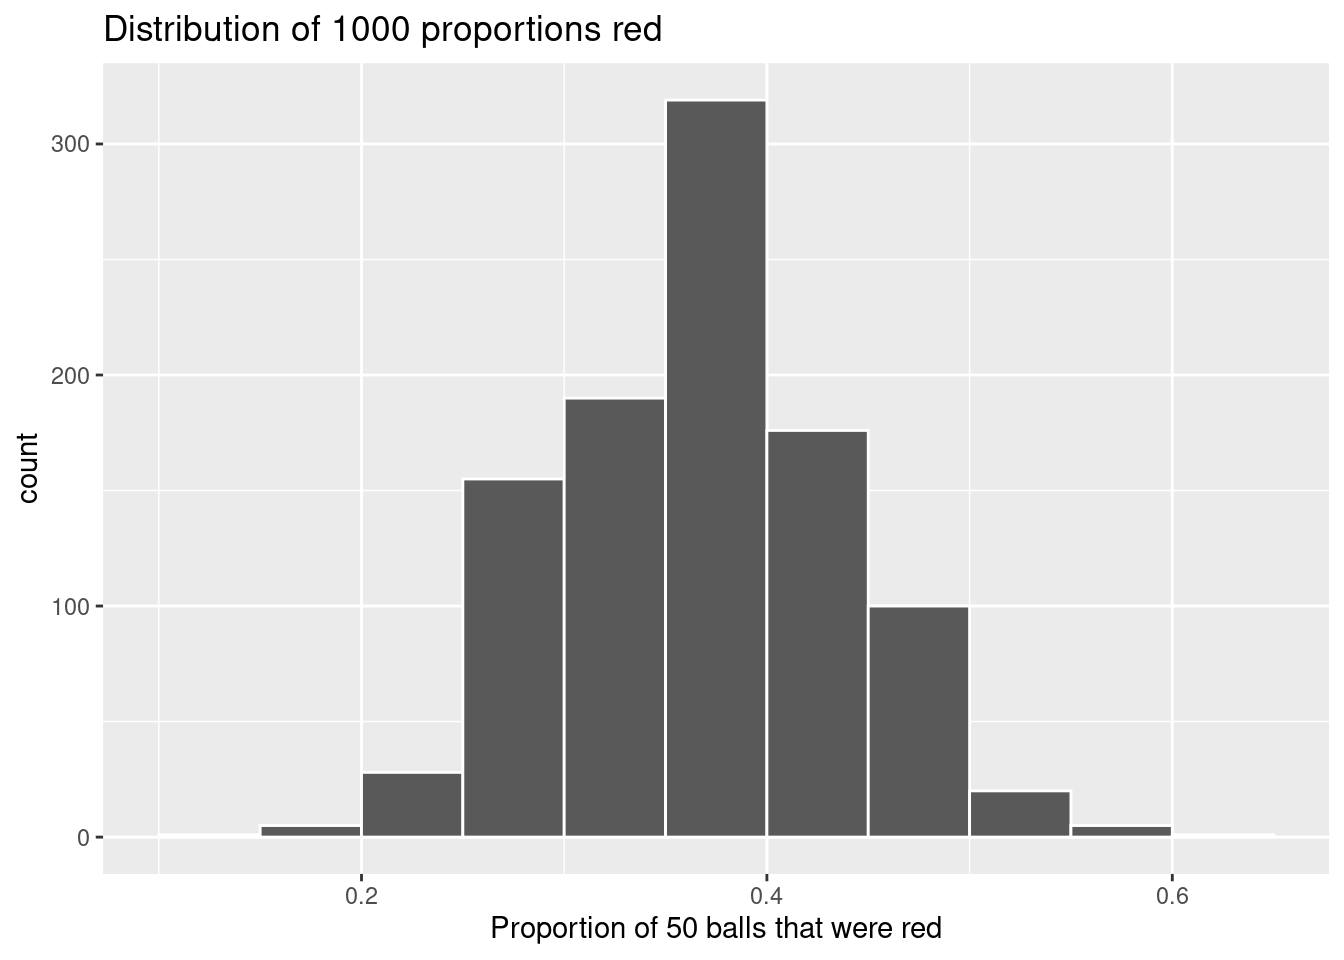 Distribution of 1000 proportions red
300
200
100
0
count
0.2 0.4 0.6
Proportion of 50 balls that were red